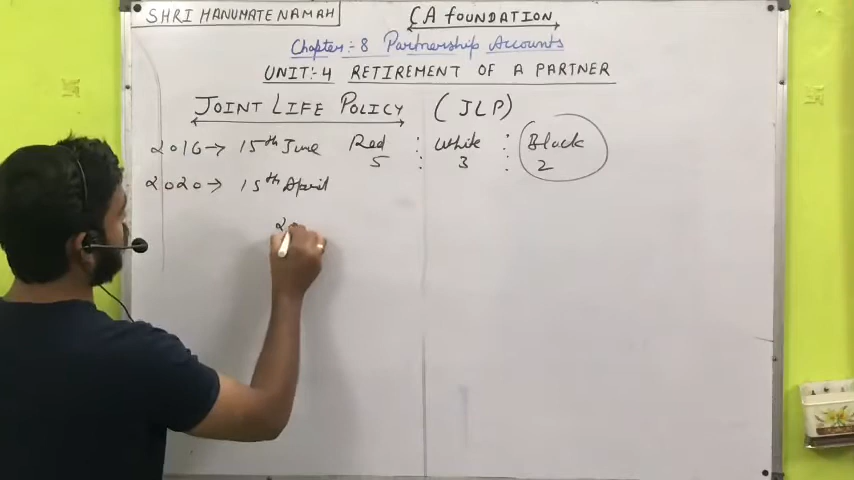 SHRI HANUMATE NAMAH
CA FOUNDATION
Chapter:- 8 Partnership Accounts
UNIT:- 4 RETIREMENT OF A PARTNER
JOINT LIFE POLICY (JLP)
2016→ 15th June Red : White : Black
5 : 3 : 2
2020→ 15th April
20